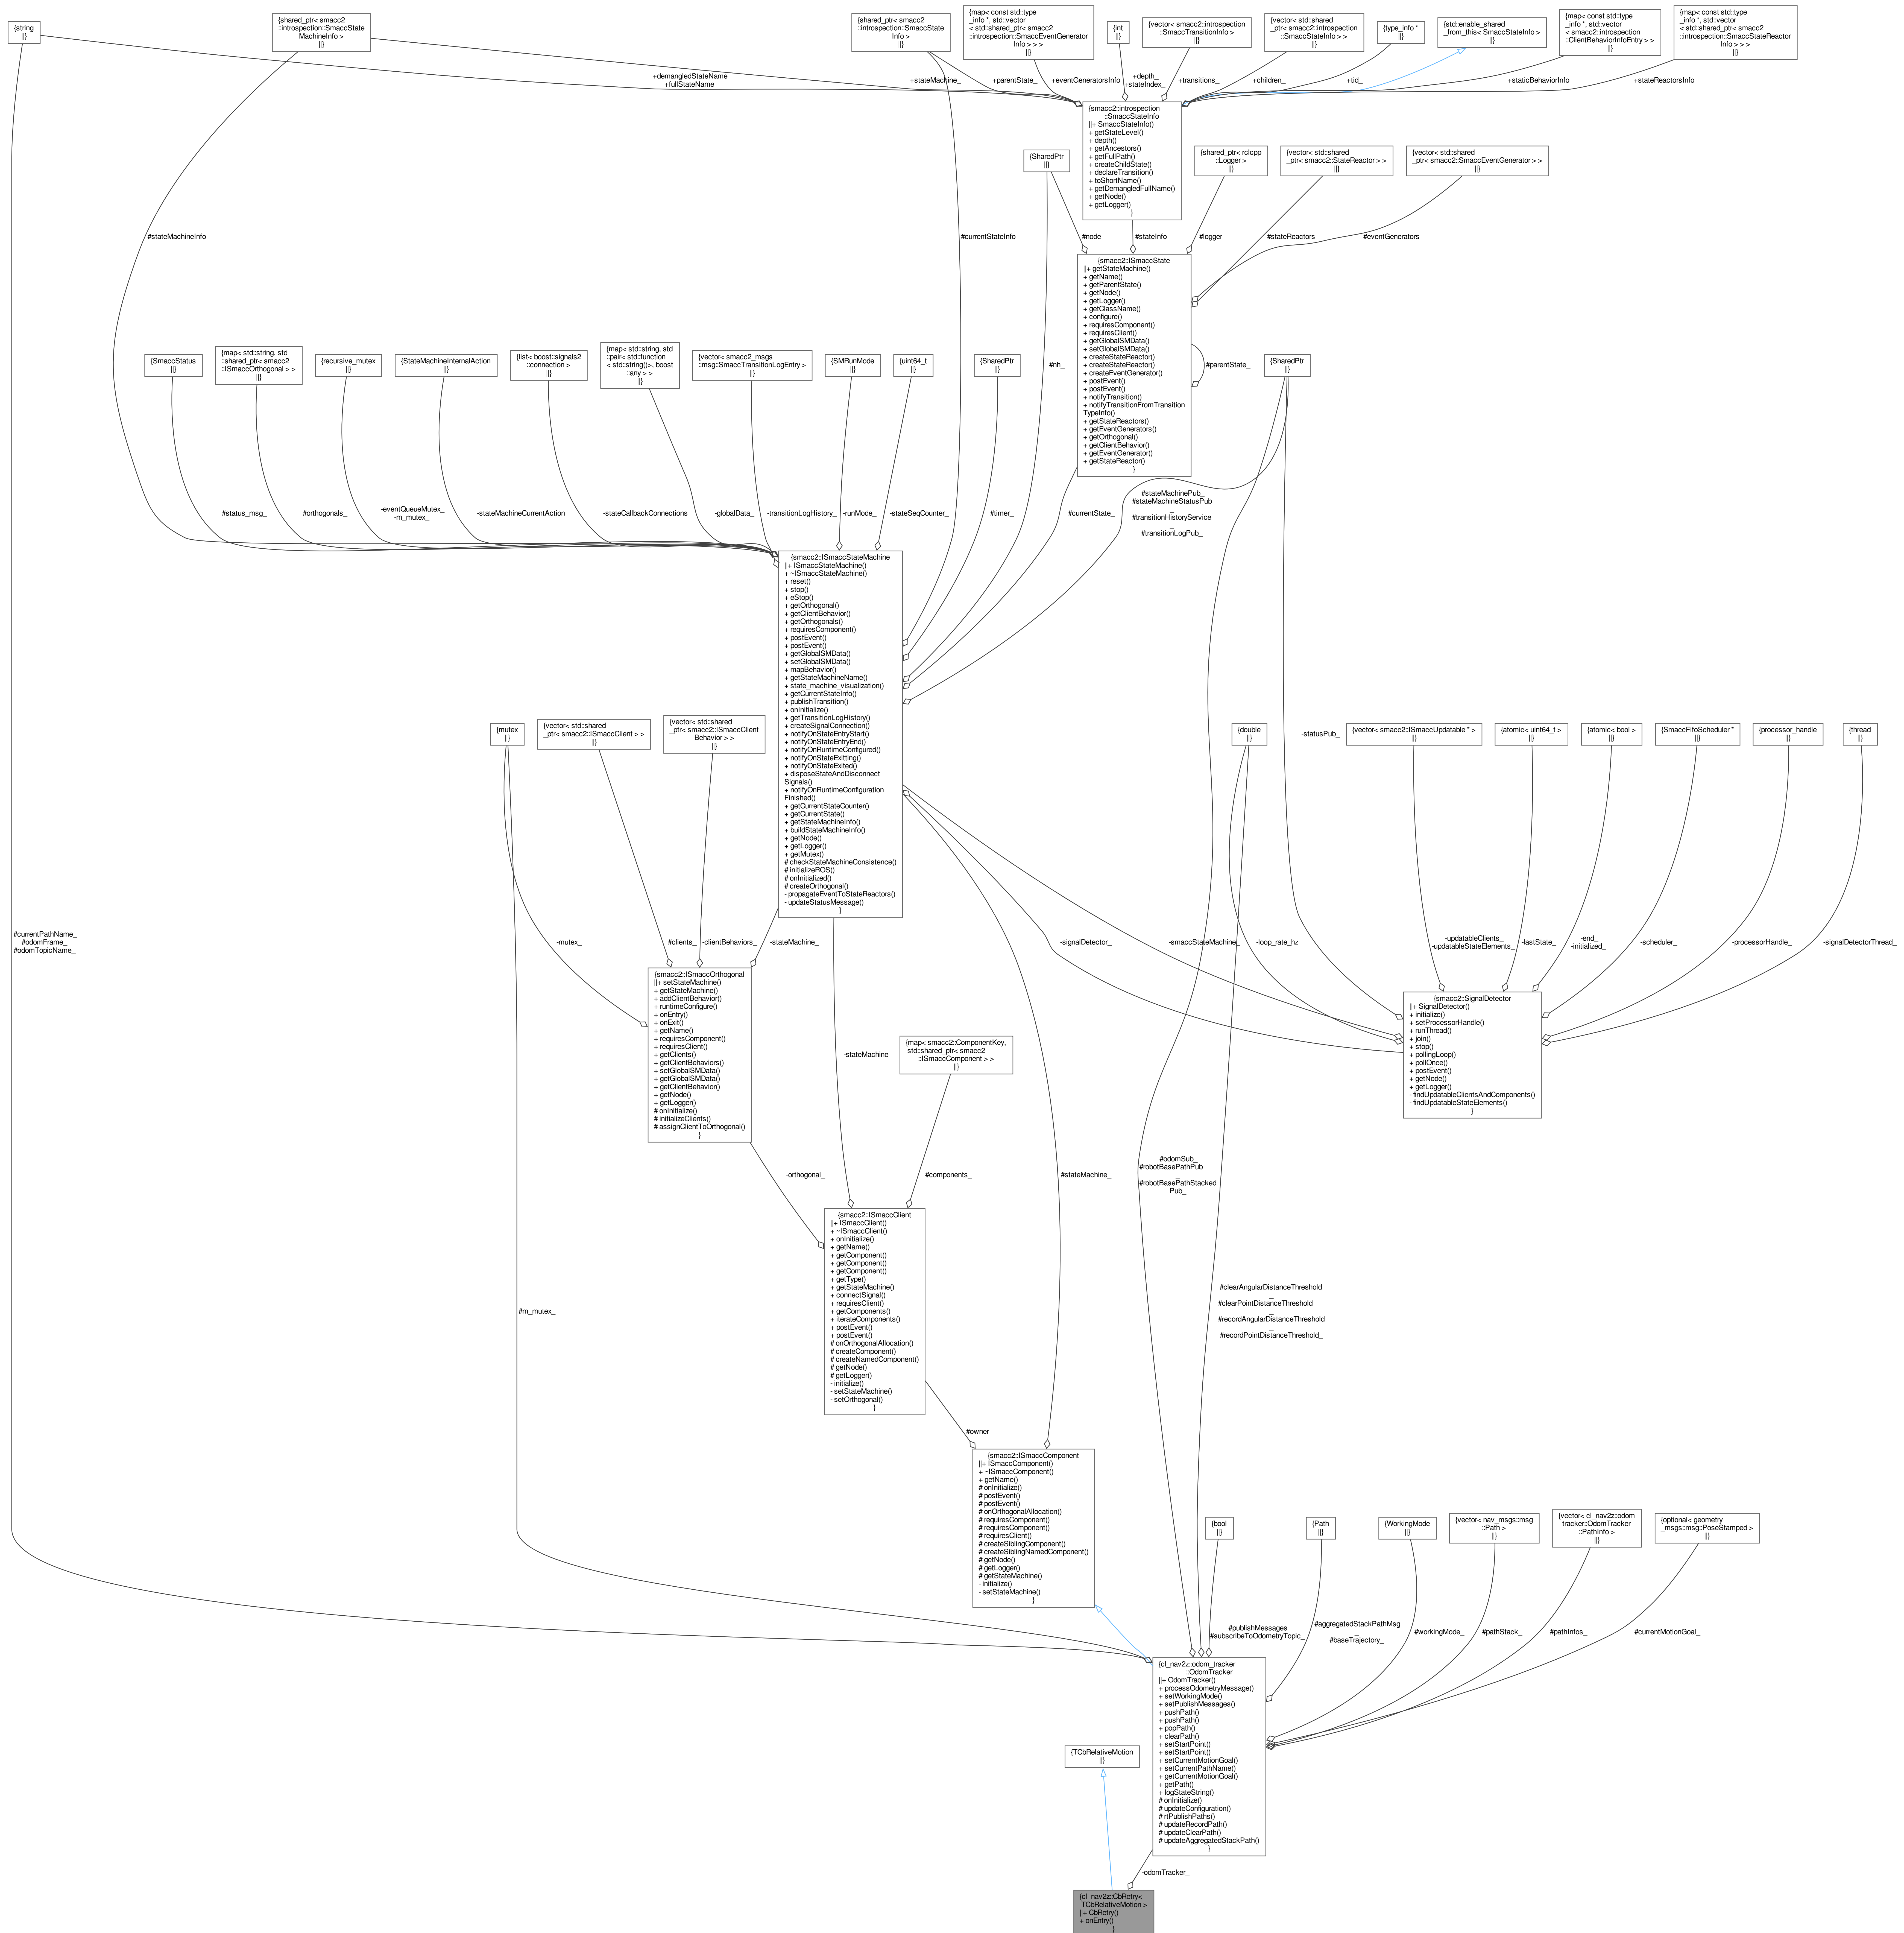 {string
||}
{shared_ptr< smacc2
::introspection::SmaccState
MachineInfo >
||}
{shared_ptr< smacc2
::introspection::SmaccState
Info >
||}
{map< const std::type
_info *, std::vector
< std::shared_ptr< smacc2
::introspection::SmaccEventGenerator
Info > > >
||}
{int
||}
{vector< smacc2::introspection
::SmaccTransitionInfo >
||}
{vector< std::shared
_ptr< smacc2::introspection
::SmaccStateInfo > >
||}
{type_info *
||}
{std::enable_shared
_from_this< SmaccStateInfo >
||}
{map< const std::type
_info *, std::vector
< smacc2::introspection
::ClientBehaviorInfoEntry > >
||}
{map< const std::type
_info *, std::vector
< std::shared_ptr< smacc2
::introspection::SmaccStateReactor
Info > > >
||}
+demangledStateName
+fullStateName
+stateMachine_
+parentState_
+eventGeneratorsInfo
+depth_
+stateIndex_
+transitions_
+children_
+tid_
+staticBehaviorInfo
+stateReactorsInfo
{smacc2::introspection
::SmaccStateInfo
||+ SmaccStateInfo()
+ getStateLevel()
+ depth()
+ getAncestors()
+ getFullPath()
+ createChildState()
+ declareTransition()
+ toShortName()
+ getDemangledFullName()
+ getNode()
+ getLogger()
}
{SharedPtr
||}
{shared_ptr< rclcpp
::Logger >
||}
{vector< std::shared
_ptr< smacc2::StateReactor > >
||}
{vector< std::shared
_ptr< smacc2::SmaccEventGenerator > >
||}
#stateMachineInfo_
#currentStateInfo_
#node_
#stateInfo_
#logger_
#stateReactors_
#eventGenerators_
{smacc2::ISmaccState
||+ getStateMachine()
+ getName()
+ getParentState()
+ getNode()
+ getLogger()
+ getClassName()
+ configure()
+ requiresComponent()
+ requiresClient()
+ getGlobalSMData()
+ setGlobalSMData()
+ createStateReactor()
+ createStateReactor()
+ createEventGenerator()
+ postEvent()
+ postEvent()
+ notifyTransition()
+ notifyTransitionFromTransition
TypeInfo()
+ getStateReactors()
+ getEventGenerators()
+ getOrthogonal()
+ getClientBehavior()
+ getEventGenerator()
+ getStateReactor()
}
#parentState_
{SmaccStatus
||}
{map< std::string, std
::shared_ptr< smacc2
::ISmaccOrthogonal > >
||}
{recursive_mutex
||}
{StateMachineInternalAction
||}
{list< boost::signals2
::connection >
||}
{map< std::string, std
::pair< std::function
< std::string()>, boost
::any > >
||}
{vector< smacc2_msgs
::msg::SmaccTransitionLogEntry >
||}
{SMRunMode
||}
{uint64_t
||}
{SharedPtr
||}
#nh_
{SharedPtr
||}
#status_msg_
#orthogonals_
-eventQueueMutex_
-m_mutex_
-stateMachineCurrentAction
-stateCallbackConnections
-globalData_
-transitionLogHistory_
-runMode_
-stateSeqCounter_
#timer_
#currentState_
#stateMachinePub_
#stateMachineStatusPub
_
#transitionHistoryService
_
#transitionLogPub_
{smacc2::ISmaccStateMachine
||+ ISmaccStateMachine()
+ ~ISmaccStateMachine()
+ reset()
+ stop()
+ eStop()
+ getOrthogonal()
+ getClientBehavior()
+ getOrthogonals()
+ requiresComponent()
+ postEvent()
+ postEvent()
+ getGlobalSMData()
+ setGlobalSMData()
+ mapBehavior()
+ getStateMachineName()
+ state_machine_visualization()
+ getCurrentStateInfo()
+ publishTransition()
+ onInitialize()
+ getTransitionLogHistory()
+ createSignalConnection()
+ notifyOnStateEntryStart()
+ notifyOnStateEntryEnd()
+ notifyOnRuntimeConfigured()
+ notifyOnStateExitting()
+ notifyOnStateExited()
+ disposeStateAndDisconnect
Signals()
+ notifyOnRuntimeConfiguration
Finished()
+ getCurrentStateCounter()
+ getCurrentState()
+ getStateMachineInfo()
+ buildStateMachineInfo()
+ getNode()
+ getLogger()
+ getMutex()
# checkStateMachineConsistence()
# initializeROS()
# onInitialized()
# createOrthogonal()
- propagateEventToStateReactors()
- updateStatusMessage()
}
{mutex
||}
{vector< std::shared
_ptr< smacc2::ISmaccClient > >
||}
{vector< std::shared
_ptr< smacc2::ISmaccClient
Behavior > >
||}
{double
||}
-statusPub_
{vector< smacc2::ISmaccUpdatable * >
||}
{atomic< uint64_t >
||}
{atomic< bool >
||}
{SmaccFifoScheduler *
||}
{processor_handle
||}
{thread
||}
#currentPathName_
#odomFrame_
#odomTopicName_
-mutex_
#clients_
-clientBehaviors_
-stateMachine_
-signalDetector_
-smaccStateMachine_
-loop_rate_hz
-updatableClients_
-updatableStateElements_
-lastState_
-end_
-initialized_
-scheduler_
-processorHandle_
-signalDetectorThread_
{smacc2::ISmaccOrthogonal
||+ setStateMachine()
+ getStateMachine()
+ addClientBehavior()
+ runtimeConfigure()
+ onEntry()
+ onExit()
+ getName()
+ requiresComponent()
+ requiresClient()
+ getClients()
+ getClientBehaviors()
+ setGlobalSMData()
+ getGlobalSMData()
+ getClientBehavior()
+ getNode()
+ getLogger()
# onInitialize()
# initializeClients()
# assignClientToOrthogonal()
}
{smacc2::SignalDetector
||+ SignalDetector()
+ initialize()
+ setProcessorHandle()
+ runThread()
+ join()
+ stop()
+ pollingLoop()
+ pollOnce()
+ postEvent()
+ getNode()
+ getLogger()
- findUpdatableClientsAndComponents()
- findUpdatableStateElements()
}
-stateMachine_
{map< smacc2::ComponentKey,
std::shared_ptr< smacc2
::ISmaccComponent > >
||}
-orthogonal_
#components_
#stateMachine_
#odomSub_
#robotBasePathPub
_
#robotBasePathStacked
Pub_
{smacc2::ISmaccClient
||+ ISmaccClient()
+ ~ISmaccClient()
+ onInitialize()
+ getName()
+ getComponent()
+ getComponent()
+ getComponent()
+ getType()
+ getStateMachine()
+ connectSignal()
+ requiresClient()
+ getComponents()
+ iterateComponents()
+ postEvent()
+ postEvent()
# onOrthogonalAllocation()
# createComponent()
# createNamedComponent()
# getNode()
# getLogger()
- initialize()
- setStateMachine()
- setOrthogonal()
}
#m_mutex_
#clearAngularDistanceThreshold
_
#clearPointDistanceThreshold
_
#recordAngularDistanceThreshold
_
#recordPointDistanceThreshold_
#owner_
{smacc2::ISmaccComponent
||+ ISmaccComponent()
+ ~ISmaccComponent()
+ getName()
# onInitialize()
# postEvent()
# postEvent()
# onOrthogonalAllocation()
# requiresComponent()
# requiresComponent()
# requiresClient()
# createSiblingComponent()
# createSiblingNamedComponent()
# getNode()
# getLogger()
# getStateMachine()
- initialize()
- setStateMachine()
}
{bool
||}
{Path
||}
{WorkingMode
||}
{vector< nav_msgs::msg
::Path >
||}
{vector< cl_nav2z::odom
_tracker::OdomTracker
::PathInfo >
||}
{optional< geometry
_msgs::msg::PoseStamped >
||}
#publishMessages
#subscribeToOdometryTopic_
#aggregatedStackPathMsg
_
#baseTrajectory_
#workingMode_
#pathStack_
#pathInfos_
#currentMotionGoal_
{cl_nav2z::odom_tracker
::OdomTracker
||+ OdomTracker()
+ processOdometryMessage()
+ setWorkingMode()
+ setPublishMessages()
+ pushPath()
+ pushPath()
+ popPath()
+ clearPath()
+ setStartPoint()
+ setStartPoint()
+ setCurrentMotionGoal()
+ setCurrentPathName()
+ getCurrentMotionGoal()
+ getPath()
+ logStateString()
# onInitialize()
# updateConfiguration()
# rtPublishPaths()
# updateRecordPath()
# updateClearPath()
# updateAggregatedStackPath()
}
{TCbRelativeMotion
||}
-odomTracker_
{cl_nav2z::CbRetry<
TCbRelativeMotion >
||+ CbRetry()
+ onEntry()
}